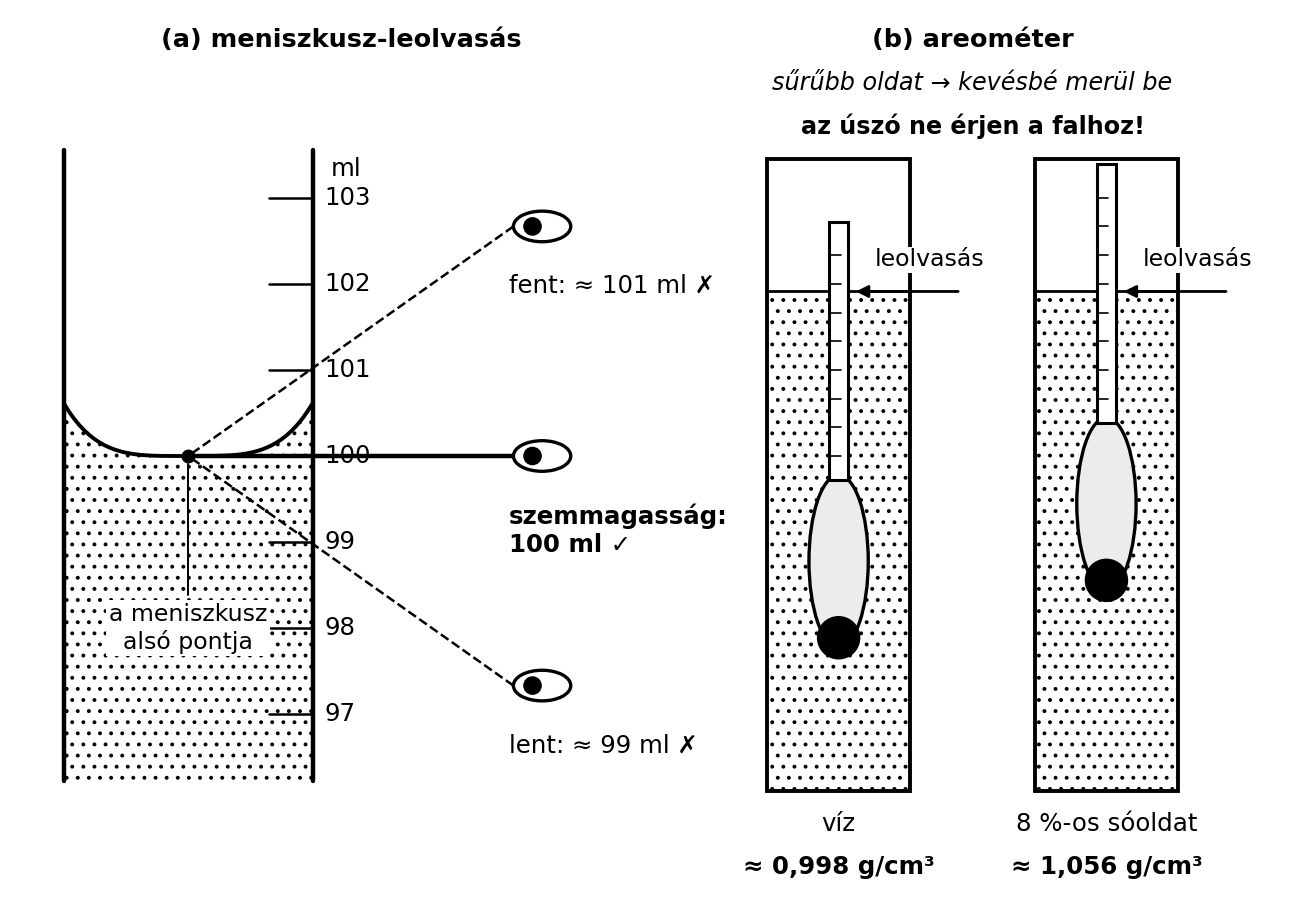 (a) meniszkusz-leolvasás
ml
103
102
101
100
99
98
97
fent: ≈ 101 ml ✗
szemmagasság:
100 ml ✓
lent: ≈ 99 ml ✗
a meniszkusz
alsó pontja
(b) areométer
sűrűbb oldat → kevésbé merül be
az úszó ne érjen a falhoz!
leolvasás
leolvasás
víz
≈ 0,998 g/cm³
8 %-os sóoldat
≈ 1,056 g/cm³